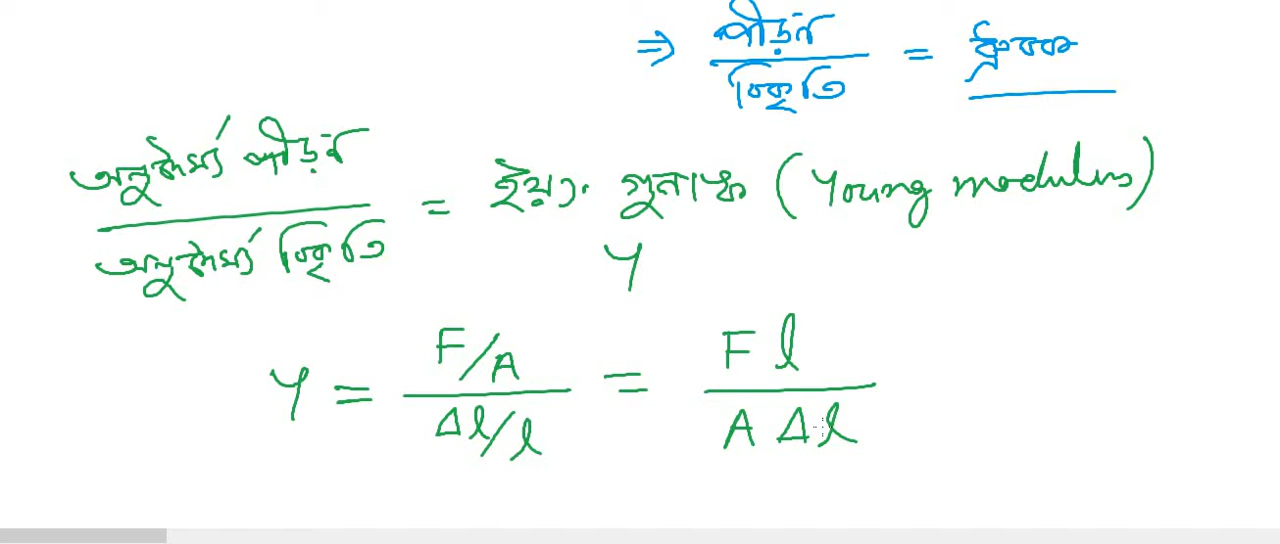 ⇒ পীড়ন / বিকৃতি = ধ্রুবক
অনুদৈর্ঘ্য পীড়ন / অনুদৈর্ঘ্য বিকৃতি = ইয়ং গুনাঙ্ক (Young modulus)
Y
Y = F/A / Δl/l = F l / A Δl